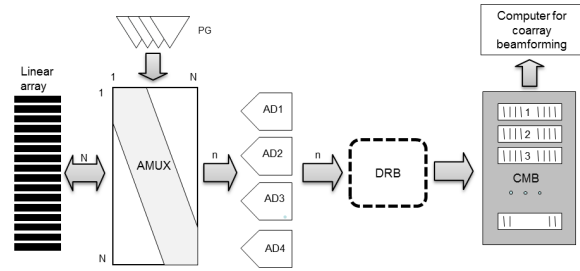 Computer for
coarray
beamforming
PG
Linear
array
1 N
1
N
AMUX
N
n
AD1
AD2
AD3
AD4
n
DRB
1
2
3
CMB